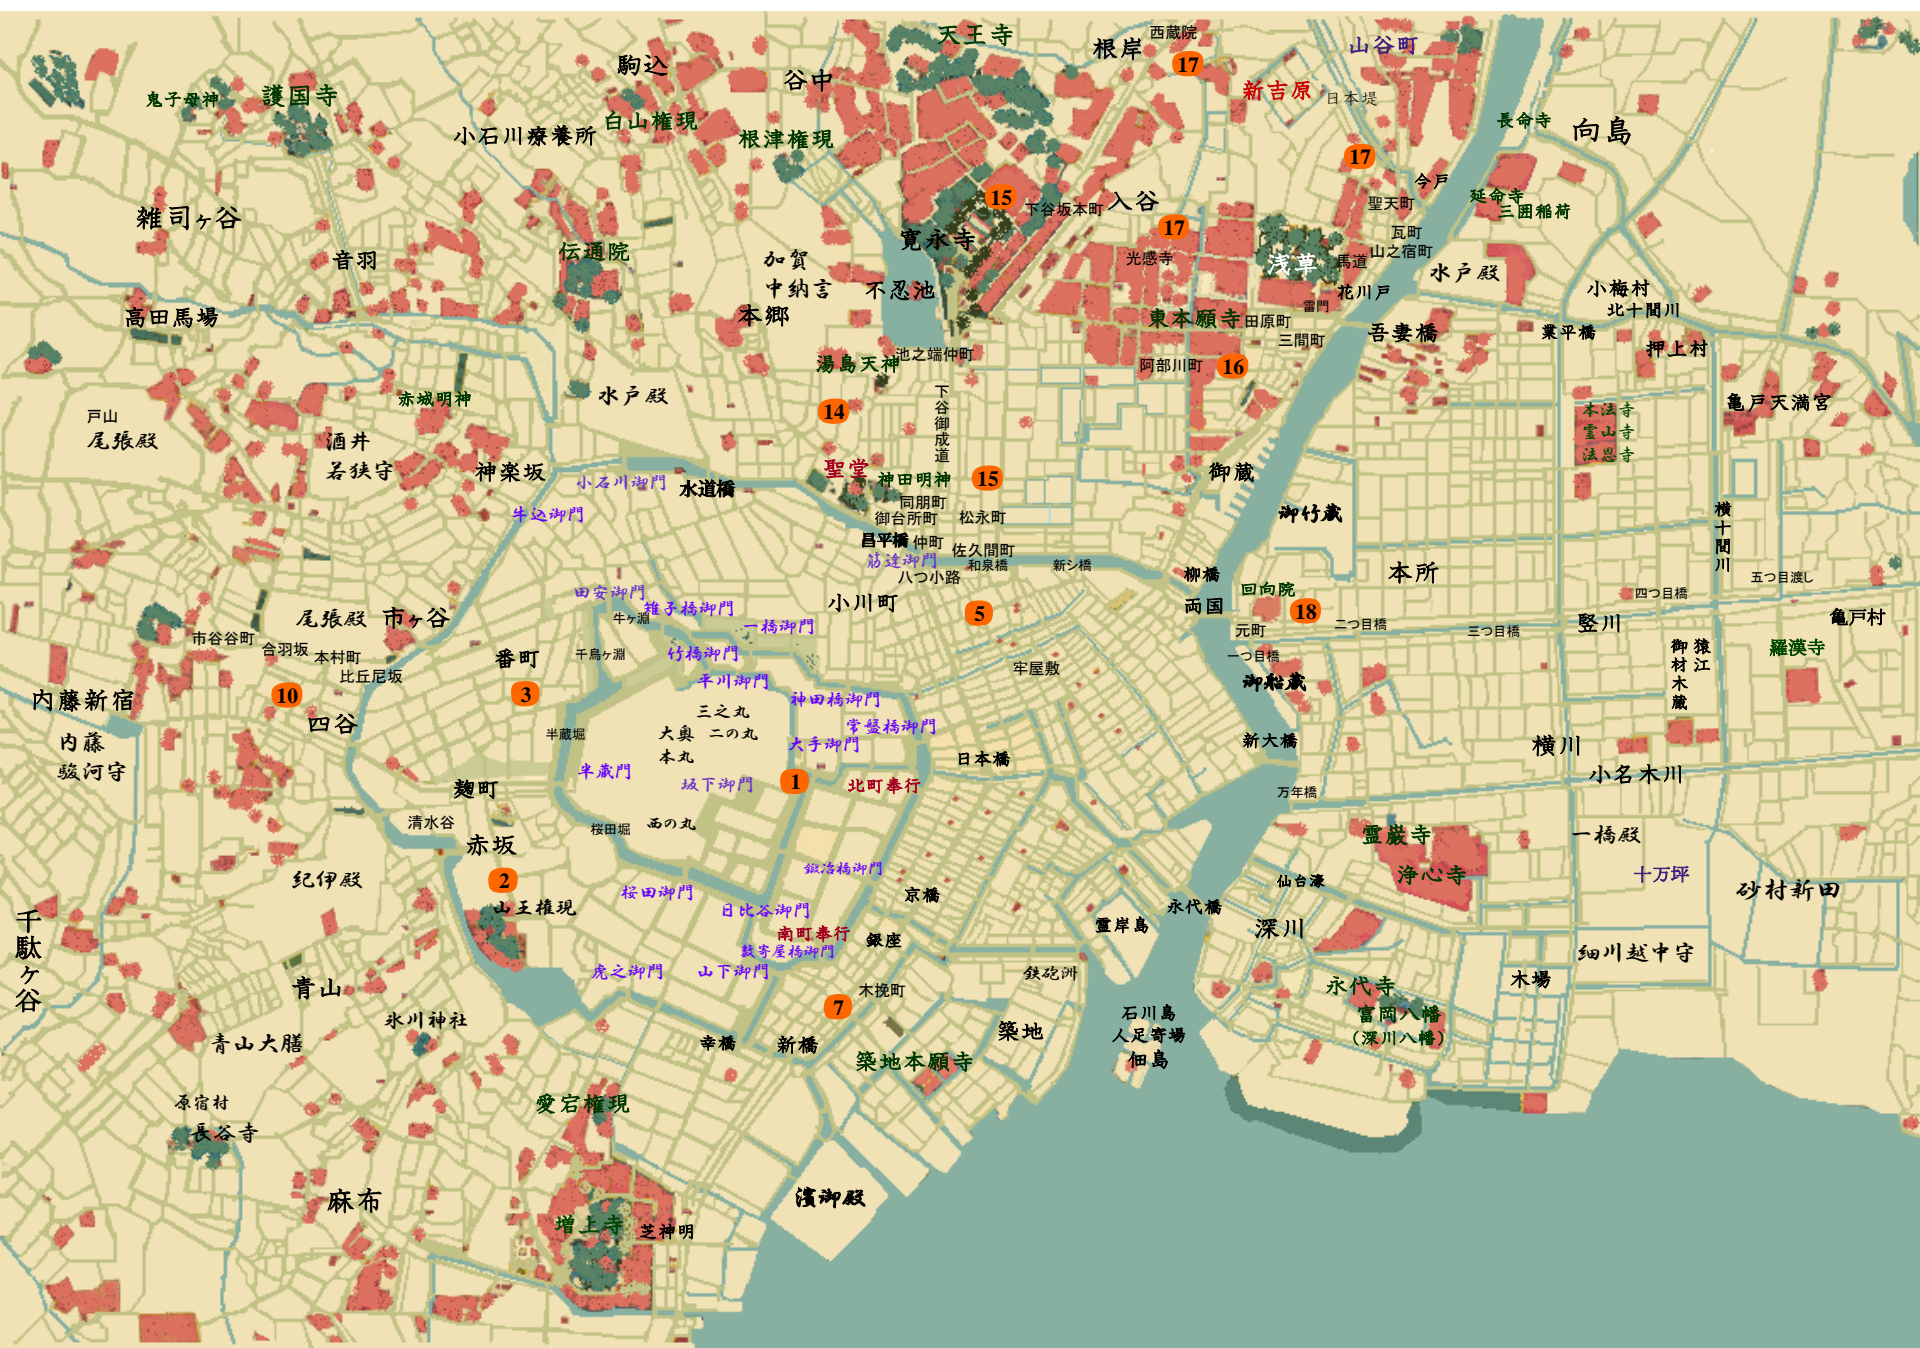 天王寺
西蔵院
根岸
17
山谷町
駒込
谷中
新吉原
日本堤
鬼子母神
護国寺
小石川療養所
白山権現
根津権現
長命寺
向島
17
今戸
雑司ヶ谷
音羽
伝通院
15
下谷坂本町
入谷
17
聖天町
延命寺
三囲稲荷
瓦町
山之宿町
寛永寺
加賀
中納言
光感寺
浅草
馬道
水戸殿
不忍池
花川戸
雷門
小梅村
北十間川
高田馬場
本郷
東本願寺
田原町
三間町
吾妻橋
業平橋
押上村
湯島天神
池之端仲町
阿部川町
16
戸山
尾張殿
赤城明神
水戸殿
14
下谷御成道
本法寺
霊山寺
法恩寺
亀戸天満宮
酒井
若狭守
神楽坂
小石川御門
水道橋
聖堂
神田明神
15
御蔵
牛込御門
同朋町
御台所町
松永町
御竹蔵
横十間川
昌平橋
仲町
佐久間町
筋違御門
和泉橋
新シ橋
八つ小路
柳橋
本所
五つ目渡し
田安御門
雉子橋御門
小川町
5
両国
回向院
18
四つ目橋
亀戸村
尾張殿
市ヶ谷
牛ヶ淵
一橋御門
元町
二つ目橋
三つ目橋
竪川
市谷谷町
合羽坂
本村町
比丘尼坂
番町
千鳥ヶ淵
竹橋御門
牢屋敷
一つ目橋
猿江
御材木蔵
羅漢寺
内藤新宿
10
3
平川御門
神田橋御門
御船蔵
四谷
三之丸
常盤橋御門
内藤
駿河守
半蔵堀
大奥
二の丸
本丸
大手御門
日本橋
新大橋
横川
半蔵門
坂下御門
1
北町奉行
小名木川
麹町
万年橋
清水谷
桜田堀
西の丸
赤坂
霊巌寺
一橋殿
紀伊殿
2
鍛冶橋御門
浄心寺
十万坪
山王権現
桜田御門
日比谷御門
京橋
仙台濠
砂村新田
千駄ヶ谷
南町奉行
銀座
霊岸島
永代橋
深川
数寄屋橋御門
細川越中守
虎之御門
山下御門
鉄砲洲
青山
木挽町
7
永代寺
木場
氷川神社
石川島
人足寄場
佃島
富岡八幡
(深川八幡)
青山大膳
幸橋
新橋
築地
築地本願寺
原宿村
長谷寺
愛宕権現
麻布
濱御殿
増上寺
芝神明